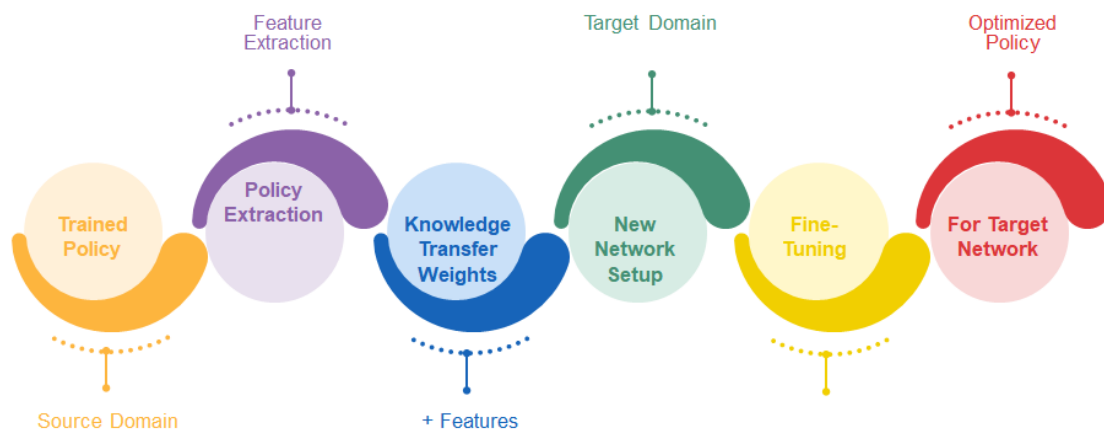 Feature
Extraction
Target Domain
Optimized
Policy
Trained
Policy
Policy
Extraction
Knowledge
Transfer
Weights
New
Network
Setup
Fine-
Tuning
For Target
Network
Source Domain
+ Features